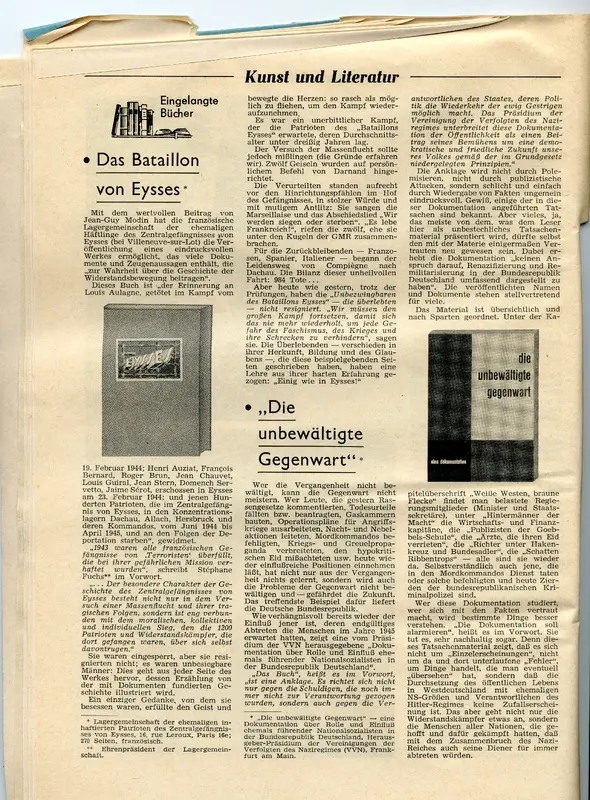 Kunst und Literatur
Eingelangte
Bücher
• Das Bataillon
von Eysses*
Mit dem wertvollen Beitrag von
Jean-Guy Modin hat die französische
Lagergemeinschaft der ehemaligen
Häftlinge des Zentralgefängnisses von
Eysses (bei Villeneuve-sur-Lot) die Ver-
öffentlichung eines eindrucksvollen
Werkes ermöglicht, das viele Doku-
mente und Zeugenaussagen enthält, die
„zur Wahrheit über die Geschichte der
Widerstandsbewegung beitragen".
Dieses Buch ist „der Erinnerung an
Louis Aulagne, getötet im Kampf vom
EYSSES
19. Februar 1944; Henri Auziat, François
Bernard, Roger Brun, Jean Chauvet,
Louis Guiral, Jean Stern, Domench Ser-
veto, Jaime Sérot, erschossen in Eysses
am 23. Februar 1944; und jenen Hun-
derten Patrioten, die im Zentralgefäng-
nis von Eysses, in den Konzentrations-
lagern Dachau, Allach, Hersbruck und
deren Kommandos, vom Juni 1944 bis
April 1945, und an den Folgen der De-
portation starben", gewidmet.
„1943 waren alle französischen Ge-
fängnisse von ‚Terroristen' überfüllt,
die bei ihrer gefährlichen Mission ver-
haftet wurden", schreibt Stéphane
Fuchs** im Vorwort.
„... Der besondere Charakter der Ge-
schichte des Zentralgefängnisses von
Eysses besteht nicht nur in dem Ver-
such einer Massenflucht und ihrer tra-
gischen Folgen, sondern ist eng verbun-
den mit dem moralischen, kollektiven
und individuellen Sieg, den die 1200
Patrioten und Widerstandskämpfer, die
dort gefangen waren, über sich selbst
davontrugen."
Sie waren eingesperrt, aber sie resi-
gnierten nicht; es waren unbesiegbare
Männer: Dies geht aus jeder Seite des
Werkes hervor, dessen Erzählung von
der mit Dokumenten fundierten Ge-
schichte illustriert wird.
Ein einziger Gedanke, von dem sie
besessen waren, erfüllte den Geist und
* Lagergemeinschaft der ehemaligen in-
haftierten Patrioten des Zentralgefängnis-
ses von Eysses, 10, rue Leroux, Paris 16e;
270 Seiten, französisch.
** Ehrenpräsident der Lagergemein-
schaft.
bewegte die Herzen: so rasch als mög-
lich zu fliehen, um den Kampf wieder-
aufzunehmen.
Es war ein unerbittlicher Kampf,
der die Patrioten des „Bataillons
Eysses" erwartete, deren Durchschnitts-
alter unter dreißig Jahren lag.
Der Versuch der Massenflucht sollte
jedoch mißlingen (die Gründe erfahren
wir). Zwölf Geiseln wurden auf persön-
lichem Befehl von Darnand hinge-
richtet.
Die Verurteilten standen aufrecht
vor den Hinrichtungspfählen im Hof
des Gefängnisses, in stolzer Würde und
mit mutigem Antlitz: Sie sangen die
Marseillaise und das Abschiedslied „Wir
werden siegen oder sterben". „Es lebe
Frankreich!", riefen die zwölf, ehe sie
unter den Kugeln der GMR zusammen-
brachen.
Für die Zurückbleibenden — Franzo-
sen, Spanier, Italiener — begann der
Leidensweg von Compiègne nach
Dachau. Die Bilanz dieser unheilvollen
Fahrt: 984 Tote...
Aber heute wie gestern, trotz der
Prüfungen, haben die „Unbezwingbaren
des Bataillons Eysses" — die überlebten
— nicht resigniert. „Wir müssen den
großen Kampf fortsetzen, damit sich
das nie mehr wiederholt, um jede Ge-
fahr des Faschismus, des Krieges und
ihre Schrecken zu verhindern", sagen
sie. Die Überlebenden — verschieden in
ihrer Herkunft, Bildung und des Glau-
bens —, die diese beispielgebenden Sei-
ten geschrieben haben, haben eine
Lehre aus ihrer harten Erfahrung ge-
zogen: „Einig wie in Eysses!"
• „Die
unbewältigte
Gegenwart"*
Wer die Vergangenheit nicht be-
wältigt, kann die Gegenwart nicht
meistern. Wer Leute, die gestern Ras-
sengesetze kommentierten, Todesurteile
fällten bzw. beantragten, Gaskammern
bauten, Operationspläne für Angriffs-
kriege ausarbeiteten, Nacht- und Nebel-
aktionen leiteten, Mordkommandos be-
fehligten, Kriegs- und Greuelpropa-
ganda verbreiteten, den hypokriti-
schen Eid mißachteten usw. heute wie-
der einflußreiche Positionen einnehmen
läßt, hat nicht nur aus der Vergangen-
heit nichts gelernt, sondern wird auch
die Probleme der Gegenwart nicht be-
wältigen und — gefährdet die Zukunft.
Das treffendste Beispiel dafür liefert
die Deutsche Bundesrepublik.
Wie verhängnisvoll bereits wieder der
Einfluß jener ist, deren endgültiges
Abtreten die Menschen im Jahre 1945
erwartet hatten, zeigt eine vom Prä
sidium der VVN herausgegebene „Doku-
mentation über Rolle und Einfluß ehe-
mals führender Nationalsozialisten in
der Bundesrepublik Deutschland".
„Das Buch", heißt es im Vorwort,
„ist eine Anklage. Es richtet sich nicht
nur gegen die Schuldigen, die noch im-
mer nicht zur Verantwortung gezogen
wurden, sondern auch gegen die Ver-
* „Die unbewältigte Gegenwart" — eine
Dokumentation über Rolle und Einfluß
ehemals führender Nationalsozialisten in
der Bundesrepublik Deutschland, Heraus-
geber-Präsidium der Vereinigungen der
Verfolgten des Naziregimes (VVN), Frank-
furt am Main.
antwortlichen des Staates, deren Poli-
tik die Wiederkehr der ewig Gestrigen
möglich macht. Das Präsidium der
Vereinigung der Verfolgten des Nazi-
regimes unterbreitet diese Dokumenta-
tion der Öffentlichkeit als einen Bei-
trag seines Bemühens um eine demo-
kratische und friedliche Zukunft unse-
res Volkes gemäß der im Grundgesetz
niedergelegten Prinzipien."
Die Anklage wird nicht durch Pole-
misieren, nicht durch publizistische
Attacken, sondern schlicht und einfach
durch Wiedergabe von Fakten ungemein
eindrucksvoll. Gewiß, einige der in die-
ser Dokumentation angeführten Tat-
sachen sind bekannt. Aber vieles, ja,
das meiste von dem, was dem Leser
hier als unbestechliches Tatsachen-
material präsentiert wird, dürfte selbst
den mit der Materie einigermaßen Ver-
trauten neu gewesen sein. Dabei er-
hebt die Dokumentation „keinen An-
spruch darauf, Renazifizierung und Re-
militarisierung in der Bundesrepublik
Deutschland umfassend dargestellt zu
haben". Die veröffentlichten Namen
und Dokumente stehen stellvertretend
für viele.
Das Material ist übersichtlich und
nach Sparten geordnet. Unter der Ka-
die
unbewältigte
gegenwart
eine dokumentation
pitelüberschrift „Weiße Westen, braune
Flecke" findet man belastete Regie-
rungsmitglieder (Minister und Staats-
sekretäre), unter „Hintermänner der
Macht" die Wirtschafts- und Finanz-
kapitäne, die „Publizisten der Goeb-
bels-Schule", die „Ärzte, die ihren Eid
verrieten", die „Richter unter Haken-
kreuz und Bundesadler", die „Schatten
Ribbentrops" — alle sind sie wieder
da. Selbstverständlich auch jene, die
in den Mordkommandos Dienst taten
oder solche befehligten und heute Zier-
den der bundesrepublikanischen Kri-
minalpolizei sind.
Wer diese Dokumentation studiert,
wer sich mit den Fakten vertraut
macht, wird bestimmte Dinge besser
verstehen. „Die Dokumentation soll
alarmieren", heißt es im Vorwort. Sie
tut es, sehr nachhaltig sogar. Denn die-
ses Tatsachenmaterial zeigt, daß es sich
nicht um „Einzelerscheinungen", nicht
um da und dort unterlaufene „Fehler",
um Dinge handelt, die man eventuell
„übersehen" hat, sondern daß die
Durchsetzung des öffentlichen Lebens
in Westdeutschland mit ehemaligen
NS-Größen und Verantwortlichen des
Hitler-Regimes keine Zufallserschei-
nung ist. Das aber geht nicht nur die
Widerstandskämpfer etwas an, sondern
die Menschen aller Nationen, die ge-
hofft und dafür gekämpft hatten, daß
mit dem Zusammenbruch des Nazi-
Reiches auch seine Diener für immer
abtreten würden.